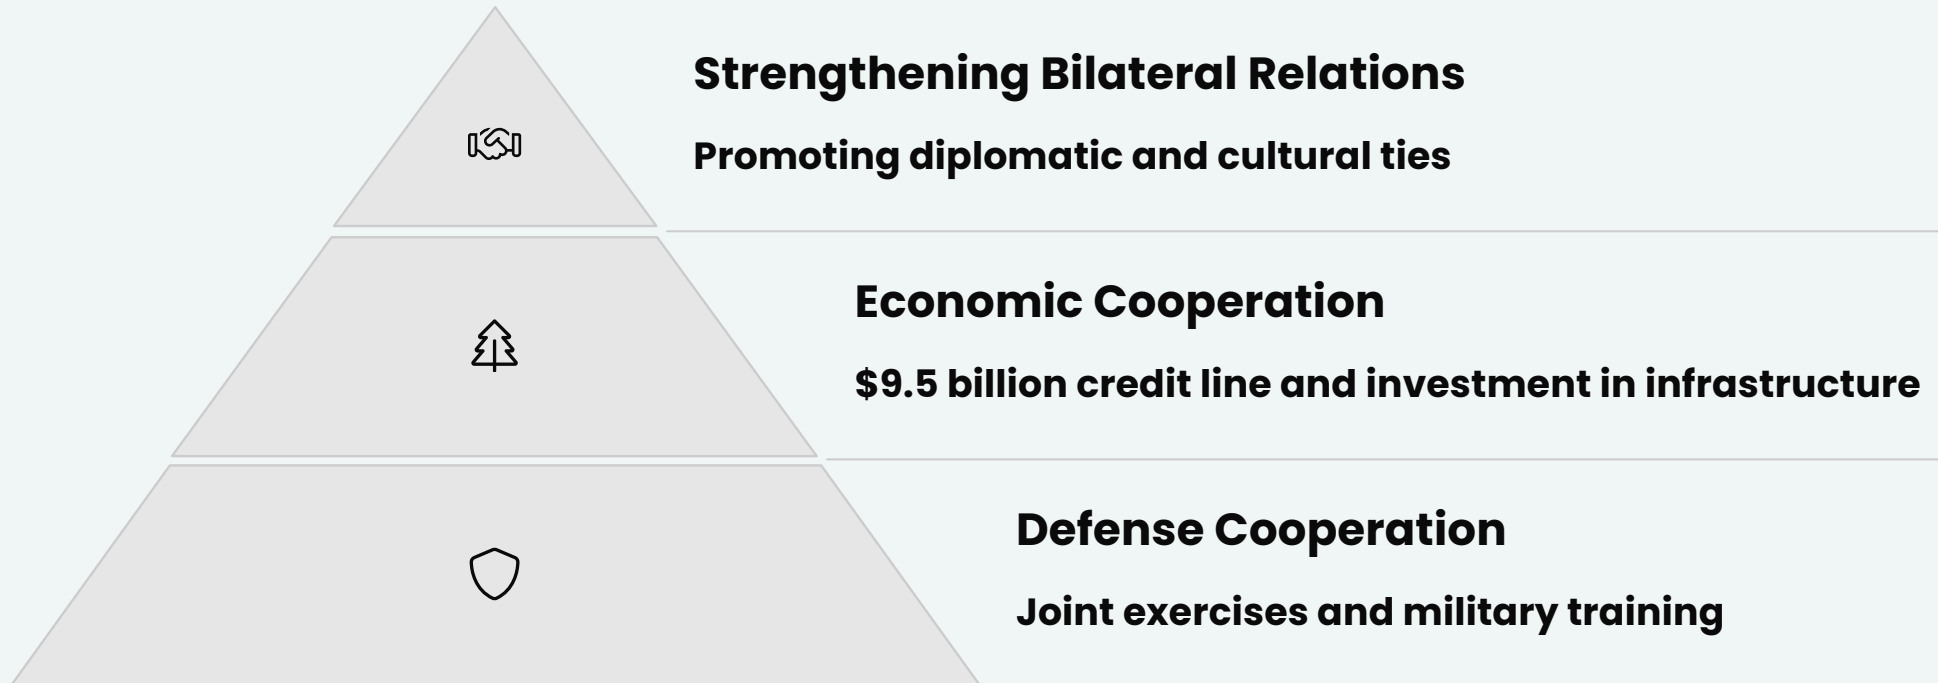 Strengthening Bilateral Relations
Promoting diplomatic and cultural ties
Economic Cooperation
$9.5 billion credit line and investment in infrastructure
Defense Cooperation
Joint exercises and military training